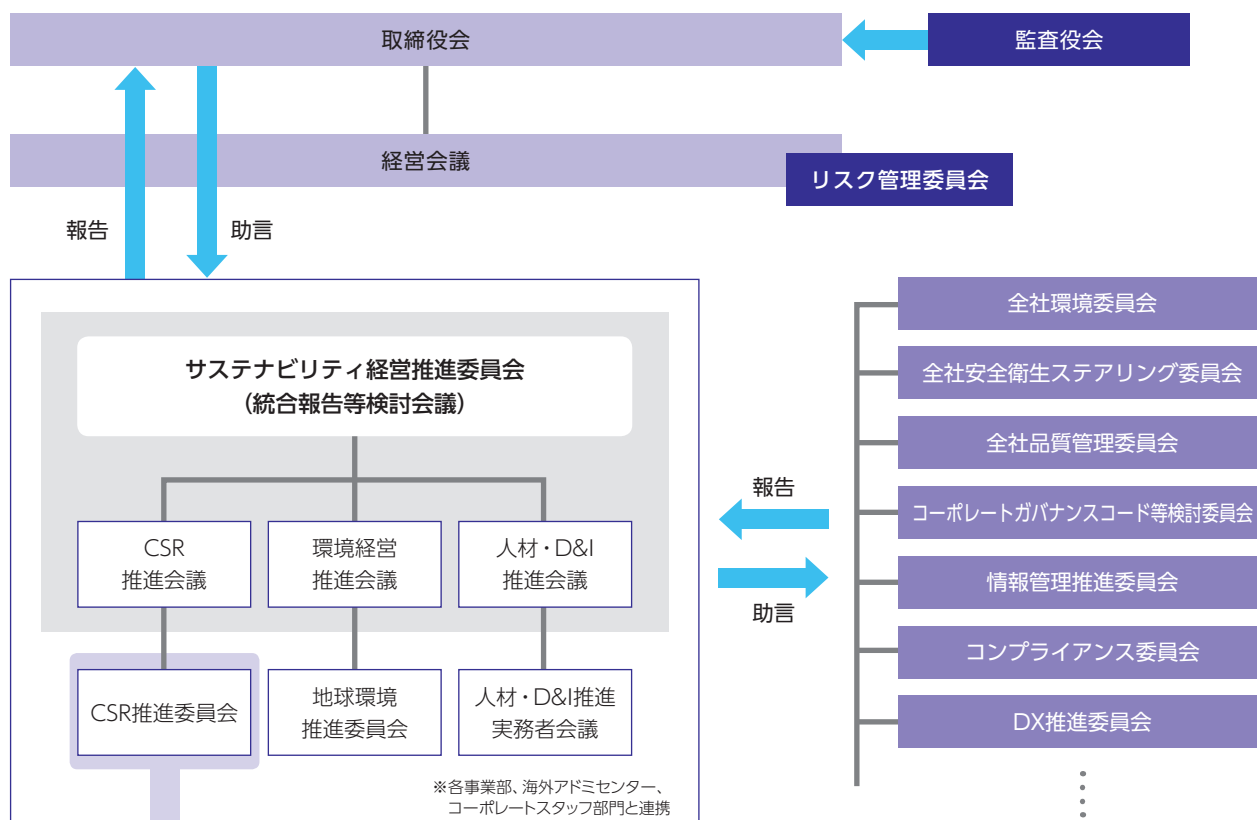 取締役会
監査役会
経営会議
リスク管理委員会
報告
助言
サステナビリティ経営推進委員会
（統合報告等検討会議）
CSR
推進会議
環境経営
推進会議
人材・D&I
推進会議
CSR推進委員会
地球環境
推進委員会
人材・D&I推進
実務者会議
※各事業部、海外アドミセンター、
コーポレートスタッフ部門と連携
報告
助言
全社環境委員会
全社安全衛生ステアリング委員会
全社品質管理委員会
コーポレートガバナンスコード等検討委員会
情報管理推進委員会
コンプライアンス委員会
DX推進委員会